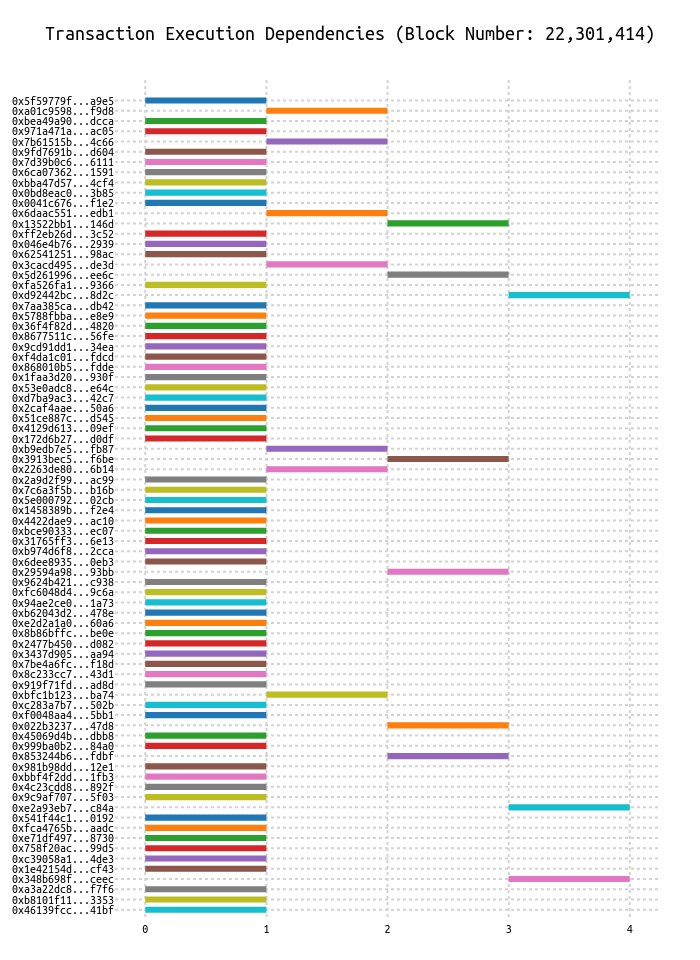 Transaction Execution Dependencies (Block Number: 22,301,414)
0x5f59779f...a9e5
0xa01c9598...f9d8
0xbea49a90...dcca
0x971a471a...ac05
0x7b61515b...4c66
0x9fd7691b...d604
0x7d39b0c6...6111
0x6ca07362...1591
0xbba47d57...4cf4
0x0bd8eac0...3b85
0x0041c676...f1e2
0x6daac551...edb1
0x13522bb1...146d
0xff2eb26d...3c52
0x046e4b76...2939
0x62541251...98ac
0x3cacd495...de3d
0x5d261996...ee6c
0xfa526fa1...9366
0xd92442bc...8d2c
0x7aa385ca...db42
0x5788fbba...e8e9
0x36f4f82d...4820
0x8677511c...56fe
0x9cd91dd1...34ea
0xf4da1c01...fdcd
0x868010b5...fdde
0x1faa3d20...930f
0x53e0adc8...e64c
0xd7ba9ac3...42c7
0x2caf4aae...50a6
0x51ce887c...d545
0x4129d613...09ef
0x172d6b27...d0df
0xb9edb7e5...fb87
0x3913bec5...f6be
0x2263de80...6b14
0x2a9d2f99...ac99
0x7c6a3f5b...b16b
0x5e000792...02cb
0x1458389b...f2e4
0x4422dae9...ac10
0xbce90333...ec07
0x31765ff3...6e13
0xb974d6f8...2cca
0x6dee8935...0eb3
0x29594a98...93bb
0x9624b421...c938
0xfc6048d4...9c6a
0x94ae2ce0...1a73
0xb62043d2...478e
0xe2d2a1a0...60a6
0x8b86bffc...be0e
0x2477b450...d082
0x3437d905...aa94
0x7be4a6fc...f18d
0x8c233cc7...43d1
0x919f71fd...ad8d
0xbfc1b123...ba74
0xc283a7b7...502b
0xf0048aa4...5bb1
0x022b3237...47d8
0x45069d4b...dbb8
0x999ba0b2...84a0
0x853244b6...fdbf
0x981b98dd...12e1
0xbbf4f2dd...1fb3
0x4c23cdd8...892f
0x9c9af707...5f03
0xe2a93eb7...c84a
0x541f44c1...0192
0xfca4765b...aadc
0xe71df497...8730
0x758f20ac...99d5
0xc39058a1...4de3
0x1e42154d...cf43
0x348b698f...ceec
0xa3a22dc8...f7f6
0xb8101f11...3353
0x46139fcc...41bf
0 1 2 3 4